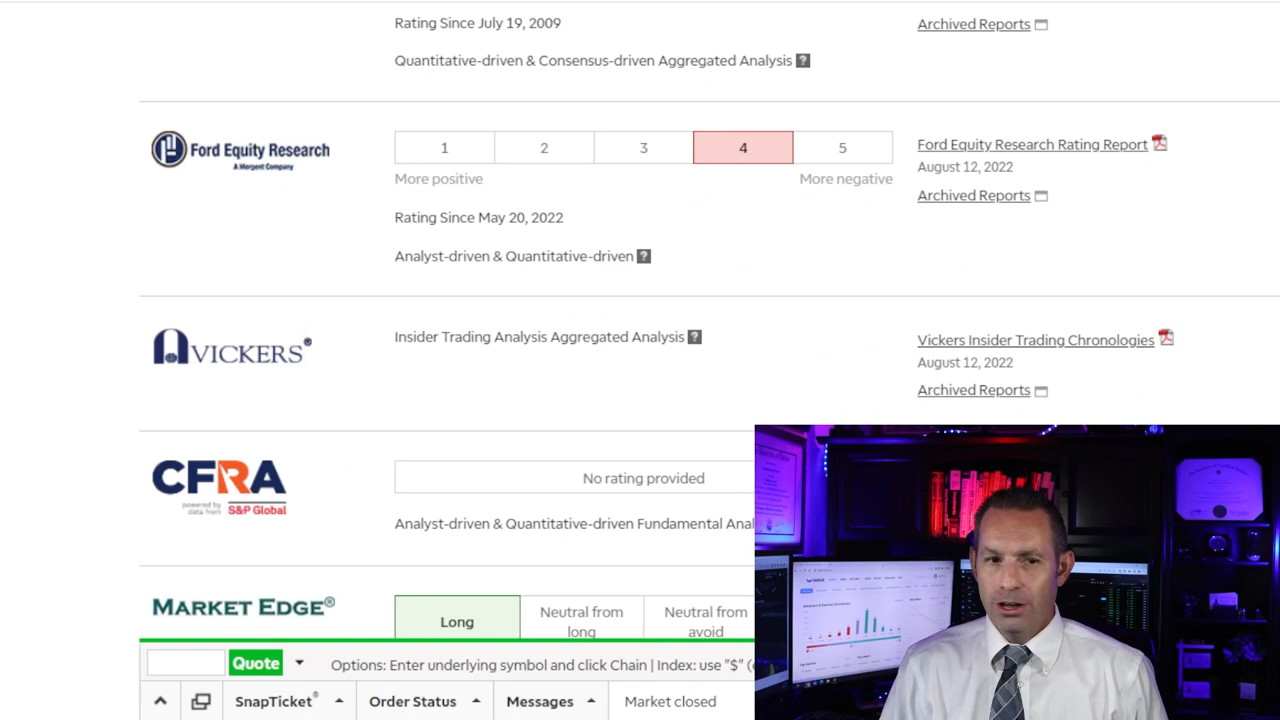 Rating Since July 19, 2009
Archived Reports
Quantitative-driven & Consensus-driven Aggregated Analysis ?
Ford Equity Research
A Mergent Company
1 2 3 4 5
More positive
More negative
Ford Equity Research Rating Report
August 12, 2022
Archived Reports
Rating Since May 20, 2022
Analyst-driven & Quantitative-driven ?
VICKERS®
Insider Trading Analysis Aggregated Analysis ?
Vickers Insider Trading Chronologies
August 12, 2022
Archived Reports
CFRA
powered by
data from
S&P Global
No rating provided
Analyst-driven & Quantitative-driven Fundamental Anal
MARKET EDGE®
Long
Neutral from
long
Neutral from
avoid
Quote
Options: Enter underlying symbol and click Chain | Index: use "$" (
SnapTicket®
Order Status
Messages
Market closed